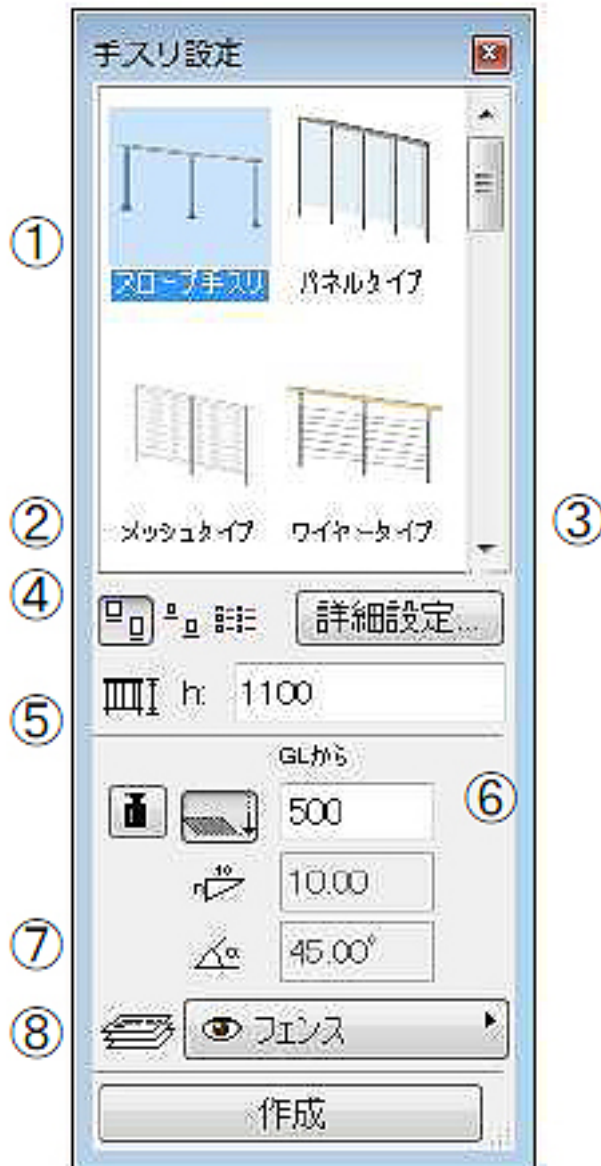 手スリ設定
①
スロープ手スリ パネルタイプ
② メッシュタイプ ワイヤータイプ ③
④ 詳細設定...
⑤ h: 1100
GLから
500 ⑥
n 10 10.00
⑦ α 45.00°
⑧ フェンス
作成